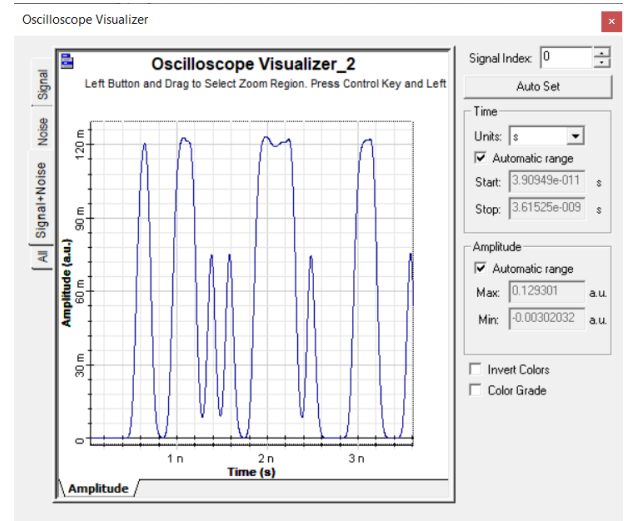 Oscilloscope Visualizer
×
Oscilloscope Visualizer_2
Left Button and Drag to Select Zoom Region. Press Control Key and Left
Signal
Noise
Signal+Noise
All
Amplitude (a.u.)
120 m
90 m
60 m
30 m
0
1 n
2 n
3 n
Time (s)
Amplitude
Signal Index: 0
Auto Set
Time
Units: s
Automatic range
Start: 3.90949e-011 s
Stop: 3.61525e-009 s
Amplitude
Automatic range
Max: 0.129301 a.u.
Min: -0.00302032 a.u.
Invert Colors
Color Grade